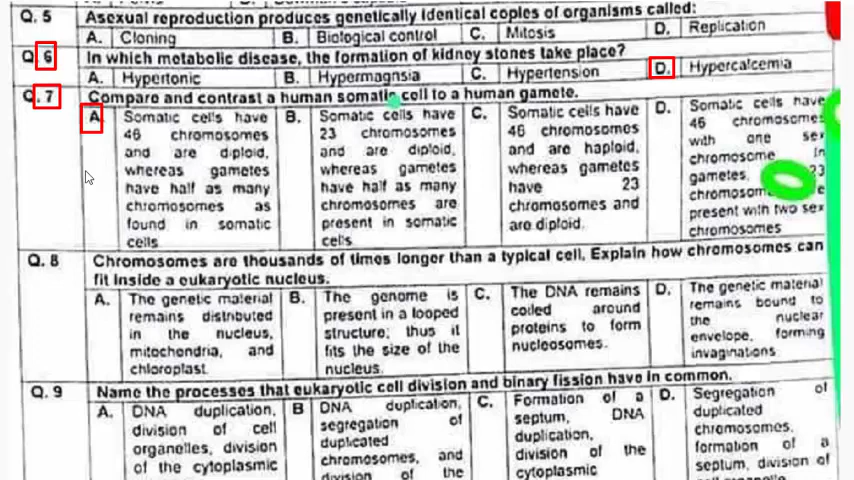 Q. 5 Asexual reproduction produces genetically identical copies of organisms called:
A. Cloning B. Biological control C. Mitosis D. Replication
Q. 6 In which metabolic disease, the formation of kidney stones take place?
A. Hypertonic B. Hypermagnsia C. Hypertension D. Hypercalcemia
Q. 7 Compare and contrast a human somatic cell to a human gamete.
A. Somatic cells have 46 chromosomes and are diploid, whereas gametes have half as many chromosomes as found in somatic cells
B. Somatic cells have 23 chromosomes and are diploid, whereas gametes have half as many chromosomes are present in somatic cells
C. Somatic cells have 46 chromosomes and are haploid, whereas gametes have 23 chromosomes and are diploid.
D. Somatic cells have 46 chromosomes with one sex chromosome In gametes, 23 present with two sex chromosomes
Q. 8 Chromosomes are thousands of times longer than a typical cell. Explain how chromosomes can
fit inside a eukaryotic nucleus.
A. The genetic material remains distributed in the nucleus, mitochondria, and chloroplast.
B. The genome is present in a looped structure; thus it fits the size of the nucleus.
C. The DNA remains coiled around proteins to form nucleosomes.
D. The genetic material remains bound to the nuclear envelope, forming invaginations
Q. 9 Name the processes that eukaryotic cell division and binary fission have in common.
A. DNA duplication, division of cell organelles, division of the cytoplasmic
B DNA duplication, segregation of duplicated chromosomes, and division of the
C. Formation of a septum, DNA duplication, division of the cytoplasmic
D. Segregation of duplicated chromosomes, formation of a septum, division of